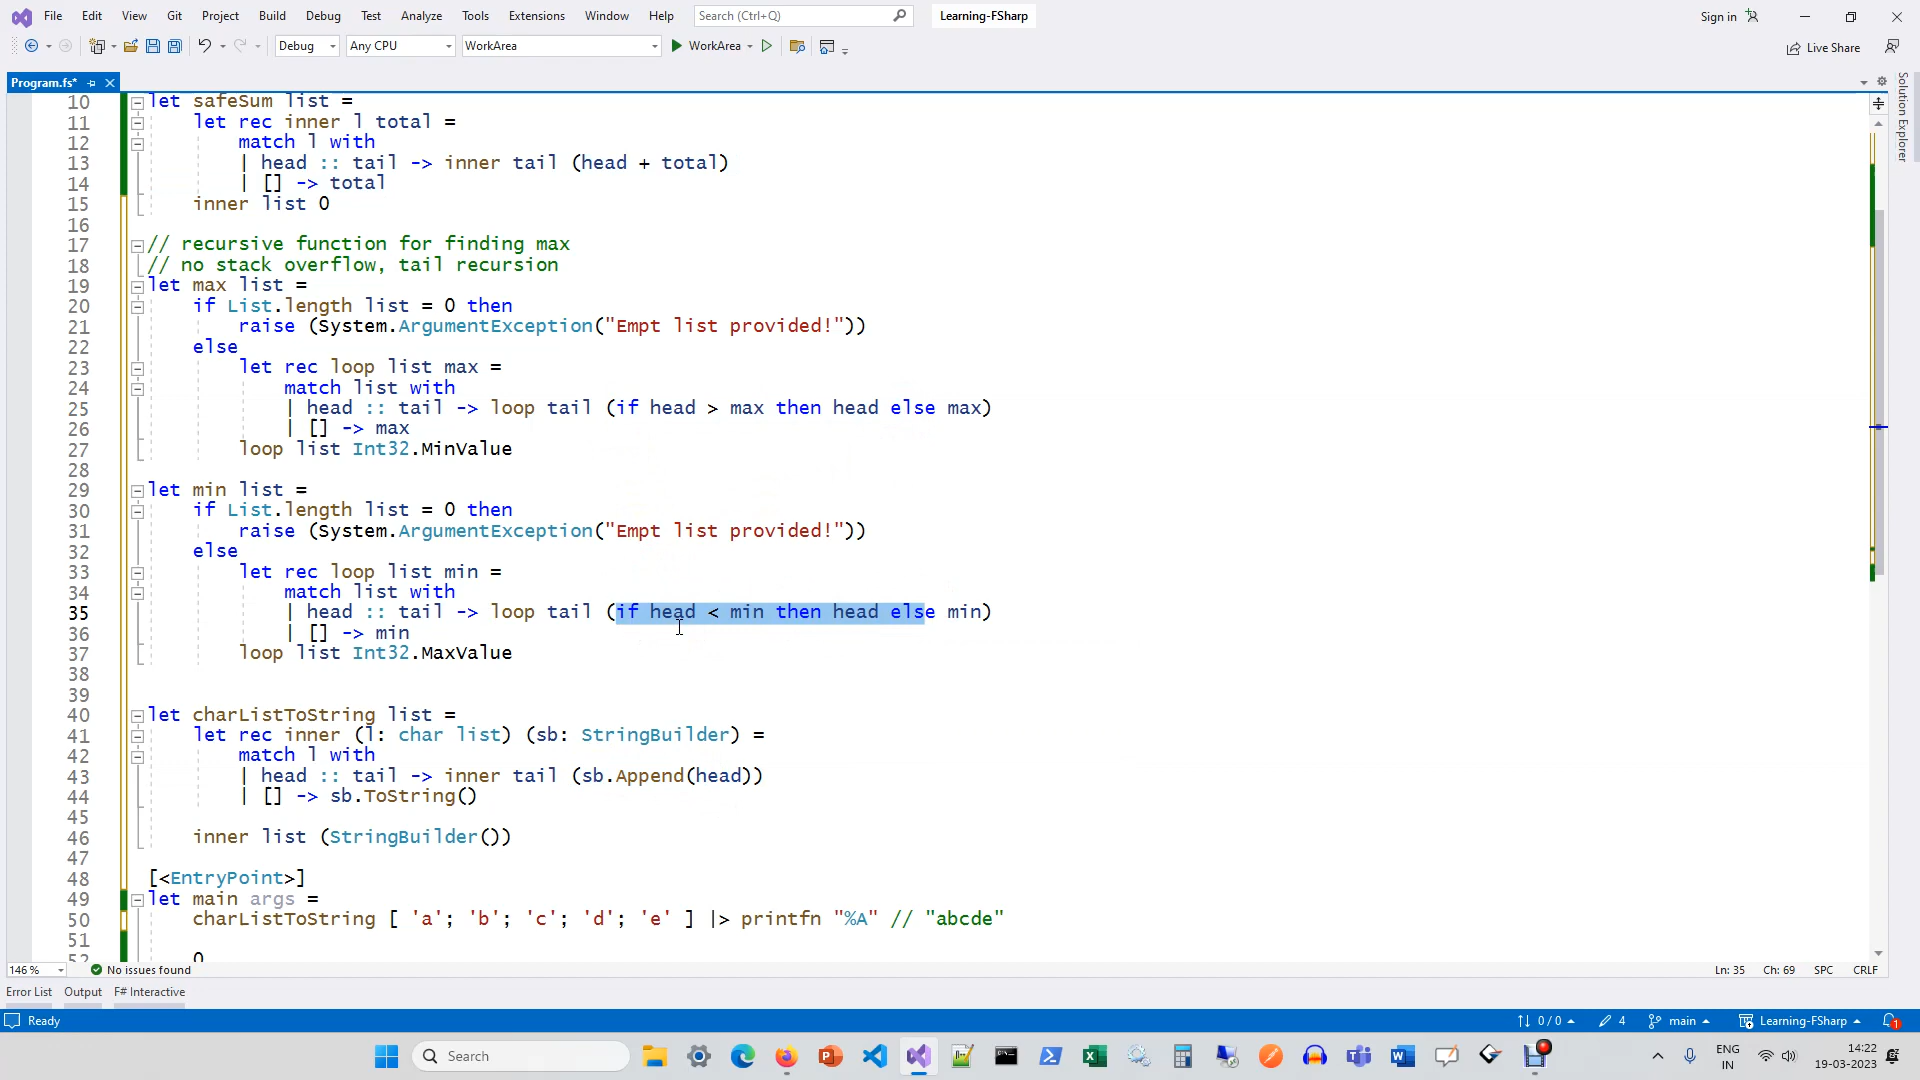 File Edit View Git Project Build Debug Test Analyze Tools Extensions Window Help Search (Ctrl+Q) Learning-FSharp Sign in
Debug Any CPU WorkArea WorkArea Live Share
Program.fs*
Solution Explorer
10 let safeSum list =
11 let rec inner l total =
12 match l with
13 | head :: tail -> inner tail (head + total)
14 | [] -> total
15 inner list 0
16
17 // recursive function for finding max
18 // no stack overflow, tail recursion
19 let max list =
20 if List.length list = 0 then
21 raise (System.ArgumentException("Empt list provided!"))
22 else
23 let rec loop list max =
24 match list with
25 | head :: tail -> loop tail (if head > max then head else max)
26 | [] -> max
27 loop list Int32.MinValue
28
29 let min list =
30 if List.length list = 0 then
31 raise (System.ArgumentException("Empt list provided!"))
32 else
33 let rec loop list min =
34 match list with
35 | head :: tail -> loop tail (if head < min then head else min)
36 | [] -> min
37 loop list Int32.MaxValue
38
39
40 let charListToString list =
41 let rec inner (l: char list) (sb: StringBuilder) =
42 match l with
43 | head :: tail -> inner tail (sb.Append(head))
44 | [] -> sb.ToString()
45
46 inner list (StringBuilder())
47
48 [<EntryPoint>]
49 let main args =
50 charListToString [ 'a'; 'b'; 'c'; 'd'; 'e' ] |> printfn "%A" // "abcde"
51
52 0
146 % No issues found Ln: 35 Ch: 69 SPC CRLF
Error List Output F# Interactive
Ready 0 / 0 4 main Learning-FSharp 1
Search ENG IN 14:22 19-03-2023